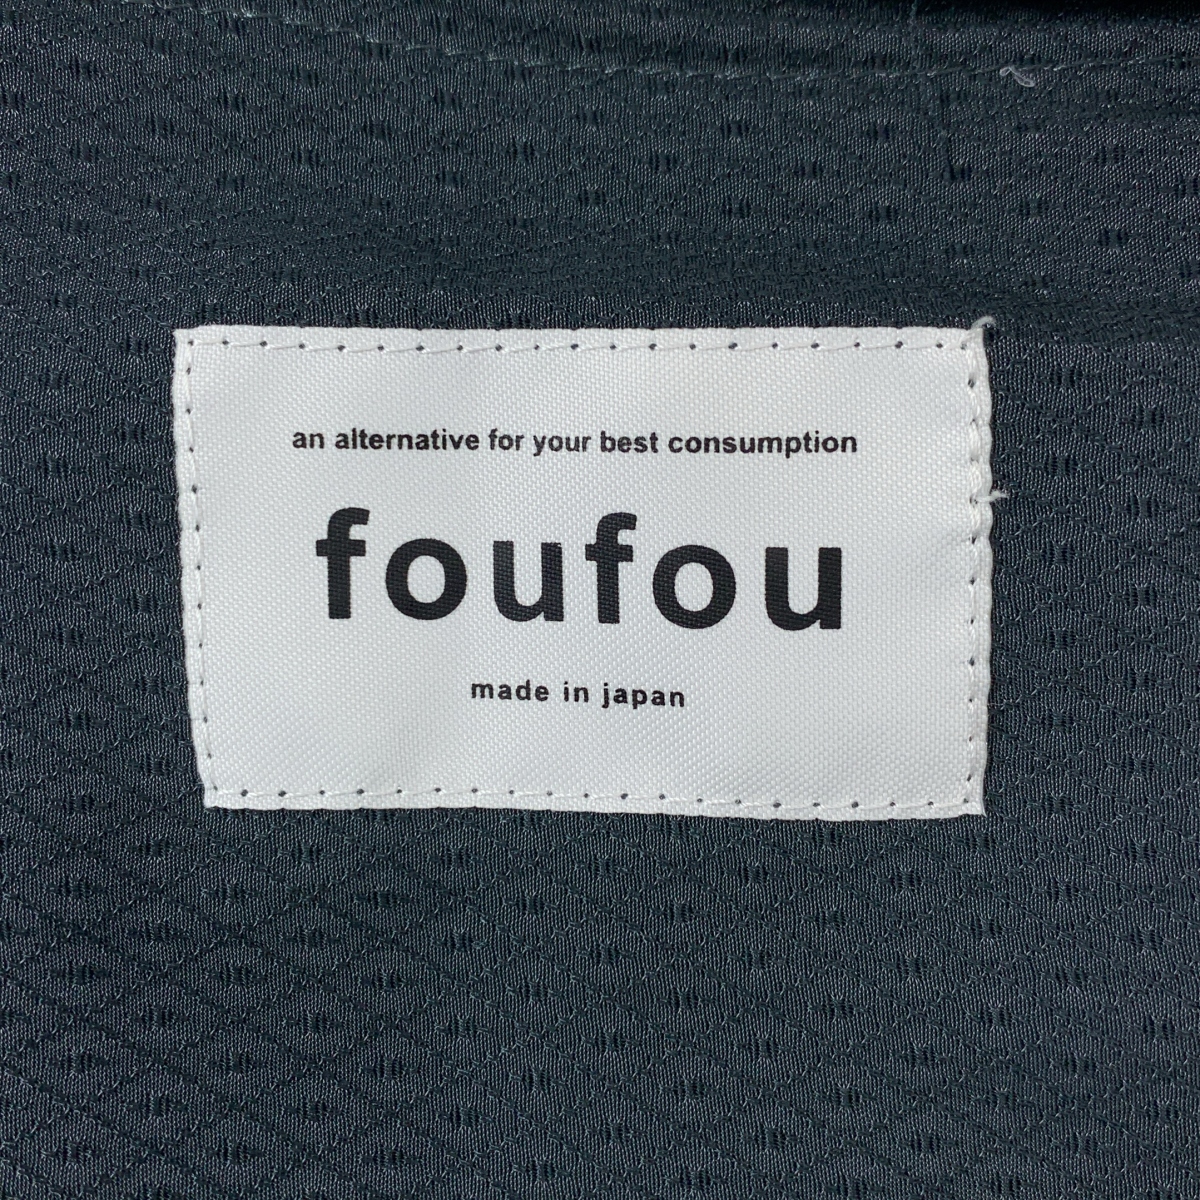 an alternative for your best consumption
foufou
made in japan